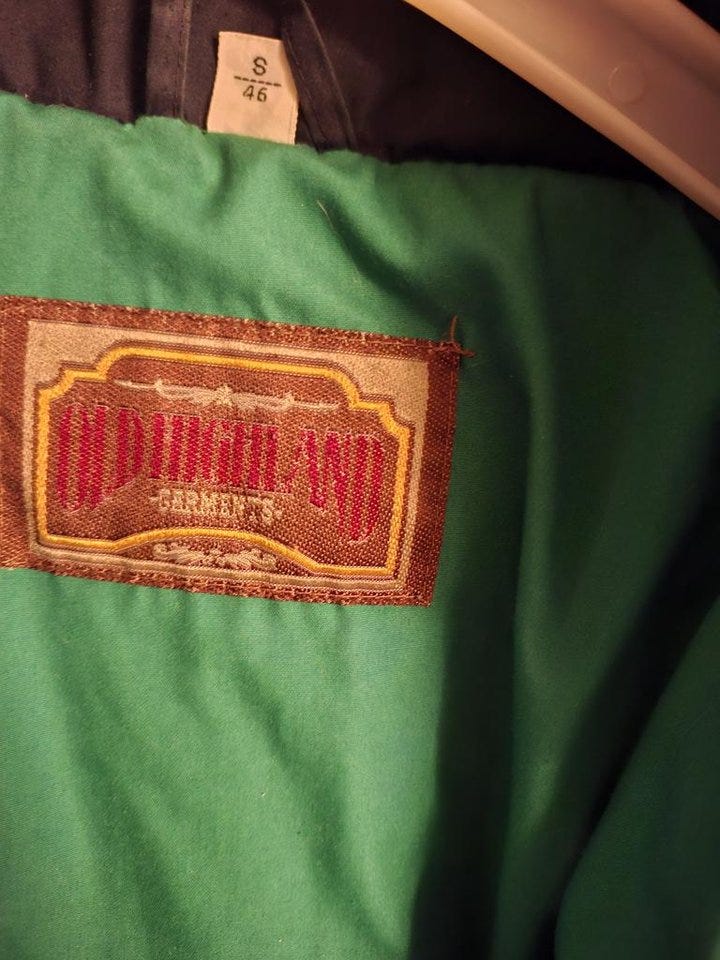 S
46
OLD HIGHLAND
-GARMENTS-